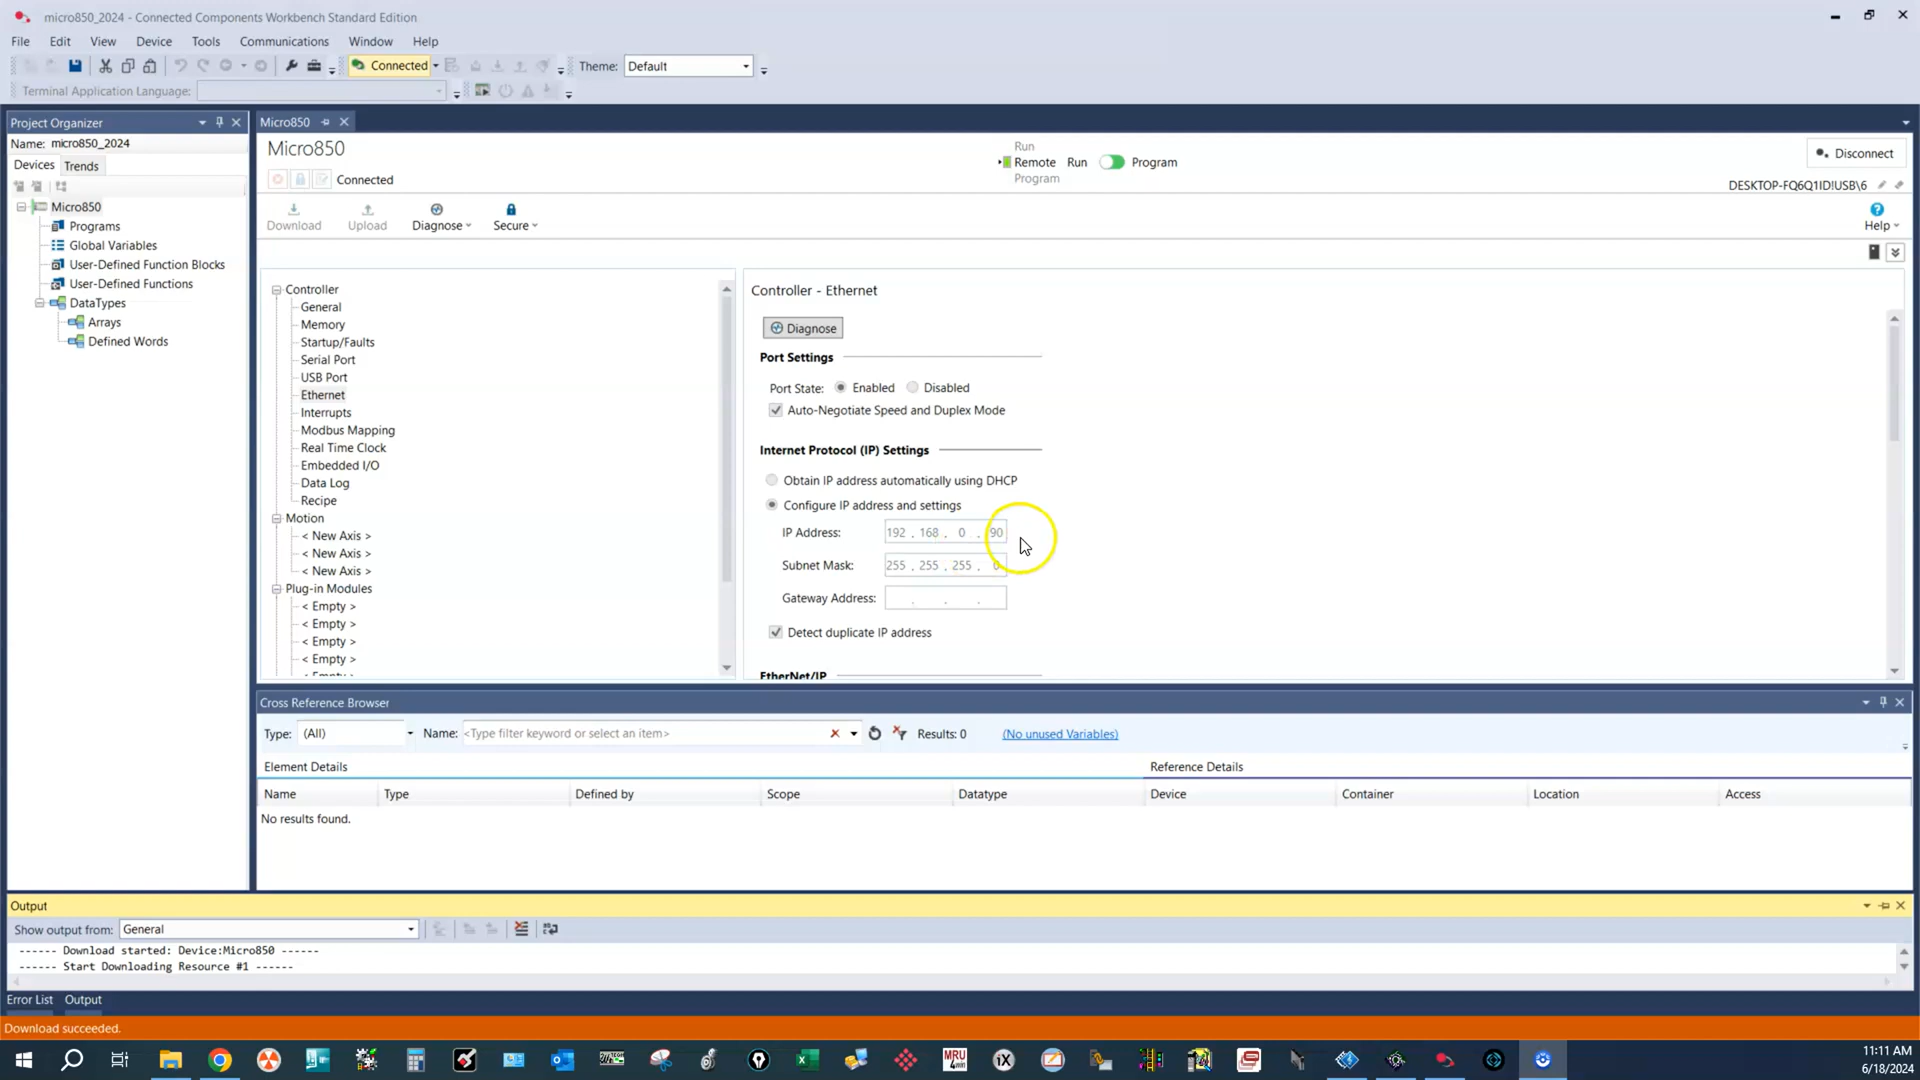 micro850_2024 - Connected Components Workbench Standard Edition
File Edit View Device Tools Communications Window Help
Connected Theme: Default
Terminal Application Language:
Project Organizer
Name: micro850_2024
Devices Trends
Micro850
Programs
Global Variables
User-Defined Function Blocks
User-Defined Functions
DataTypes
Arrays
Defined Words
Micro850
Micro850
Connected
Run
Remote Run Program
Program
Disconnect
DESKTOP-FQ6Q1ID!USB\6
Download Upload Diagnose Secure Help
Controller
General
Memory
Startup/Faults
Serial Port
USB Port
Ethernet
Interrupts
Modbus Mapping
Real Time Clock
Embedded I/O
Data Log
Recipe
Motion
< New Axis >
< New Axis >
< New Axis >
Plug-in Modules
< Empty >
< Empty >
< Empty >
< Empty >
Controller - Ethernet
Diagnose
Port Settings
Port State: Enabled Disabled
Auto-Negotiate Speed and Duplex Mode
Internet Protocol (IP) Settings
Obtain IP address automatically using DHCP
Configure IP address and settings
IP Address: 192 . 168 . 0 . 90
Subnet Mask: 255 . 255 . 255 . 0
Gateway Address: . . .
Detect duplicate IP address
EtherNet/IP
Cross Reference Browser
Type: (All) Name: <Type filter keyword or select an item> Results: 0 (No unused Variables)
Element Details Reference Details
Name Type Defined by Scope Datatype Device Container Location Access
No results found.
Output
Show output from: General
------ Download started: Device:Micro850 ------
------ Start Downloading Resource #1 ------
Error List Output
Download succeeded.
MRU
iX
11:11 AM
6/18/2024